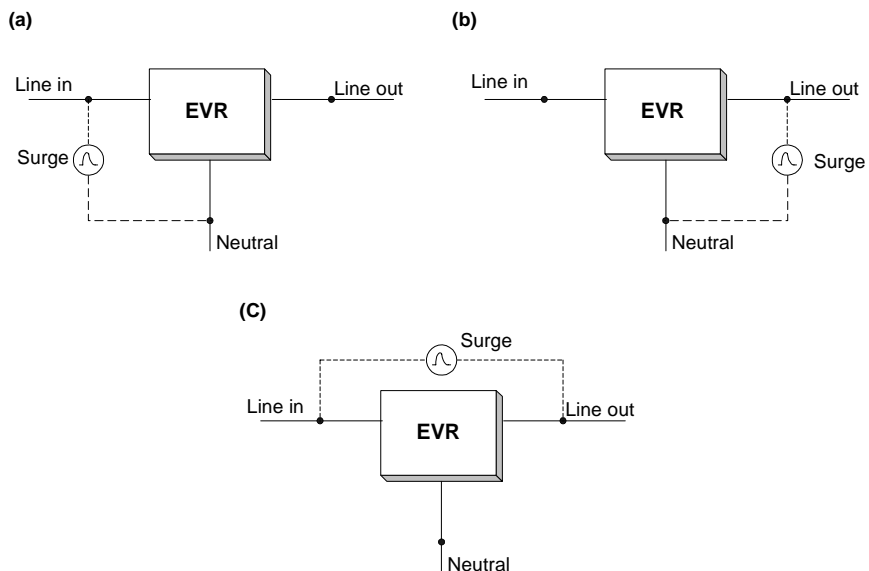 (a)
Line in
EVR
Line out
Surge
Neutral
(b)
Line in
EVR
Line out
Surge
Neutral
(C)
Surge
Line in
EVR
Line out
Neutral